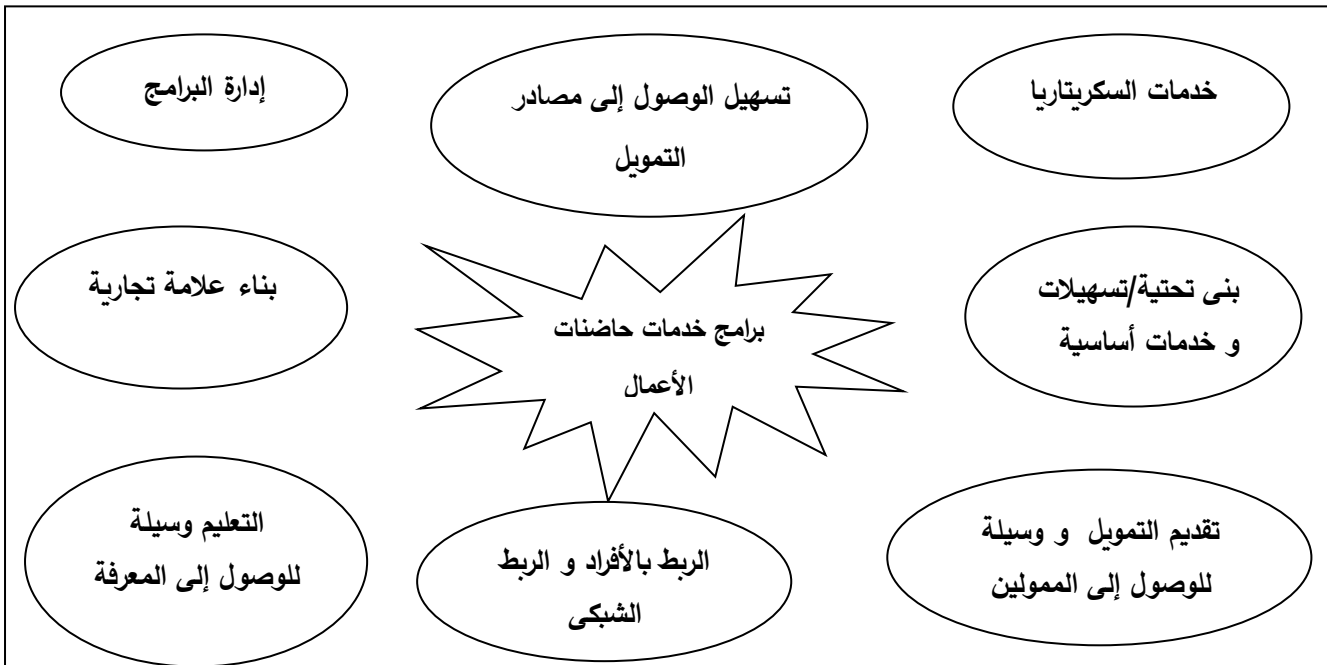 خدمات السكريتاريا
تسهيل الوصول إلى مصادر
التمويل
إدارة البرامج
بنى تحتية/تسهيلات
و خدمات أساسية
برامج خدمات حاضنات
الأعمال
بناء علامة تجارية
تقديم التمويل و وسيلة
للوصول إلى الممولين
الربط بالأفراد و الربط
الشبكى
التعليم وسيلة
للوصول إلى المعرفة